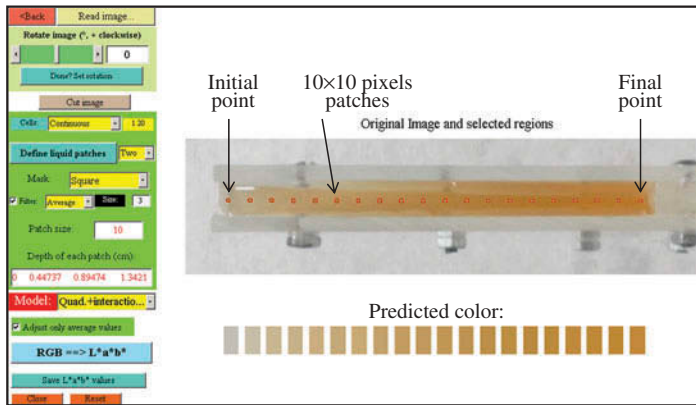 <Back Read image...
Rotate image (°, + clockwise)
0
Done? Set rotation
Cut image
Cells: Continuous 1 20
Define liquid patches Two
Mark: Square
Filter: Average Size: 3
Patch size: 10
Depth of each patch (cm):
0 0.44737 0.89474 1.3421
Model: Quad.+interactio...
Adjust only average values
RGB ==> L*a*b*
Save L*a*b* values
Close Reset
Initial
point
10×10 pixels
patches
Final
point
Original Image and selected regions
Predicted color: